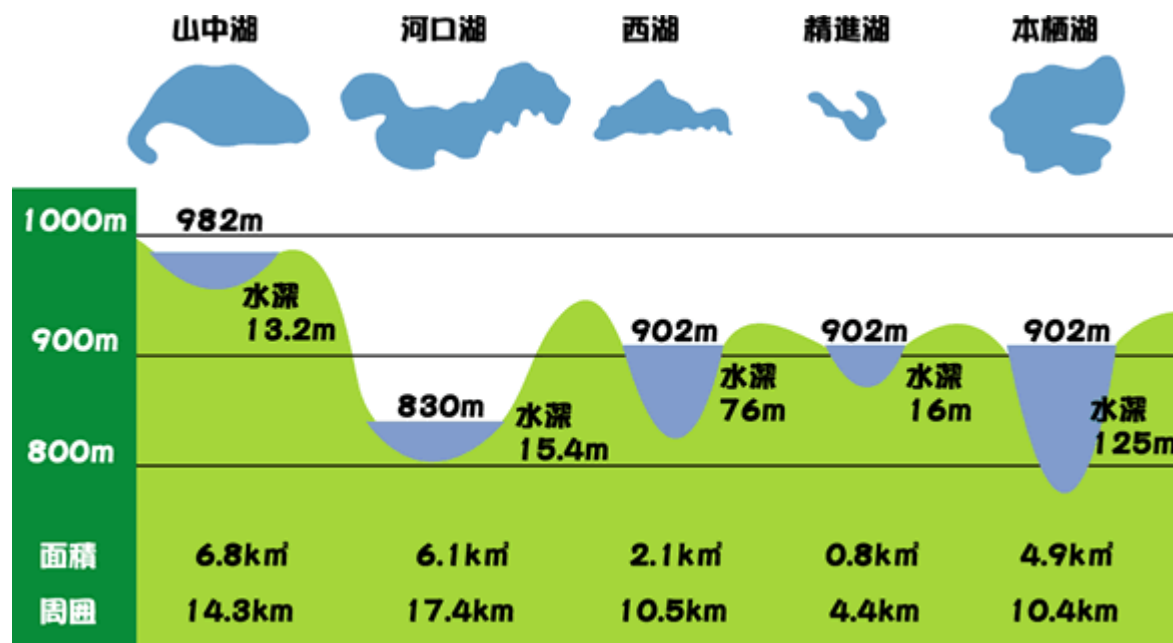 山中湖 河口湖 西湖 精進湖 本栖湖
1000m 982m
水深
13.2m
900m 902m 902m 902m
水深 水深
76m 16m
830m
水深 水深
15.4m 125m
800m
面積 6.8k㎡ 6.1k㎡ 2.1k㎡ 0.8k㎡ 4.9k㎡
周囲 14.3km 17.4km 10.5km 4.4km 10.4km